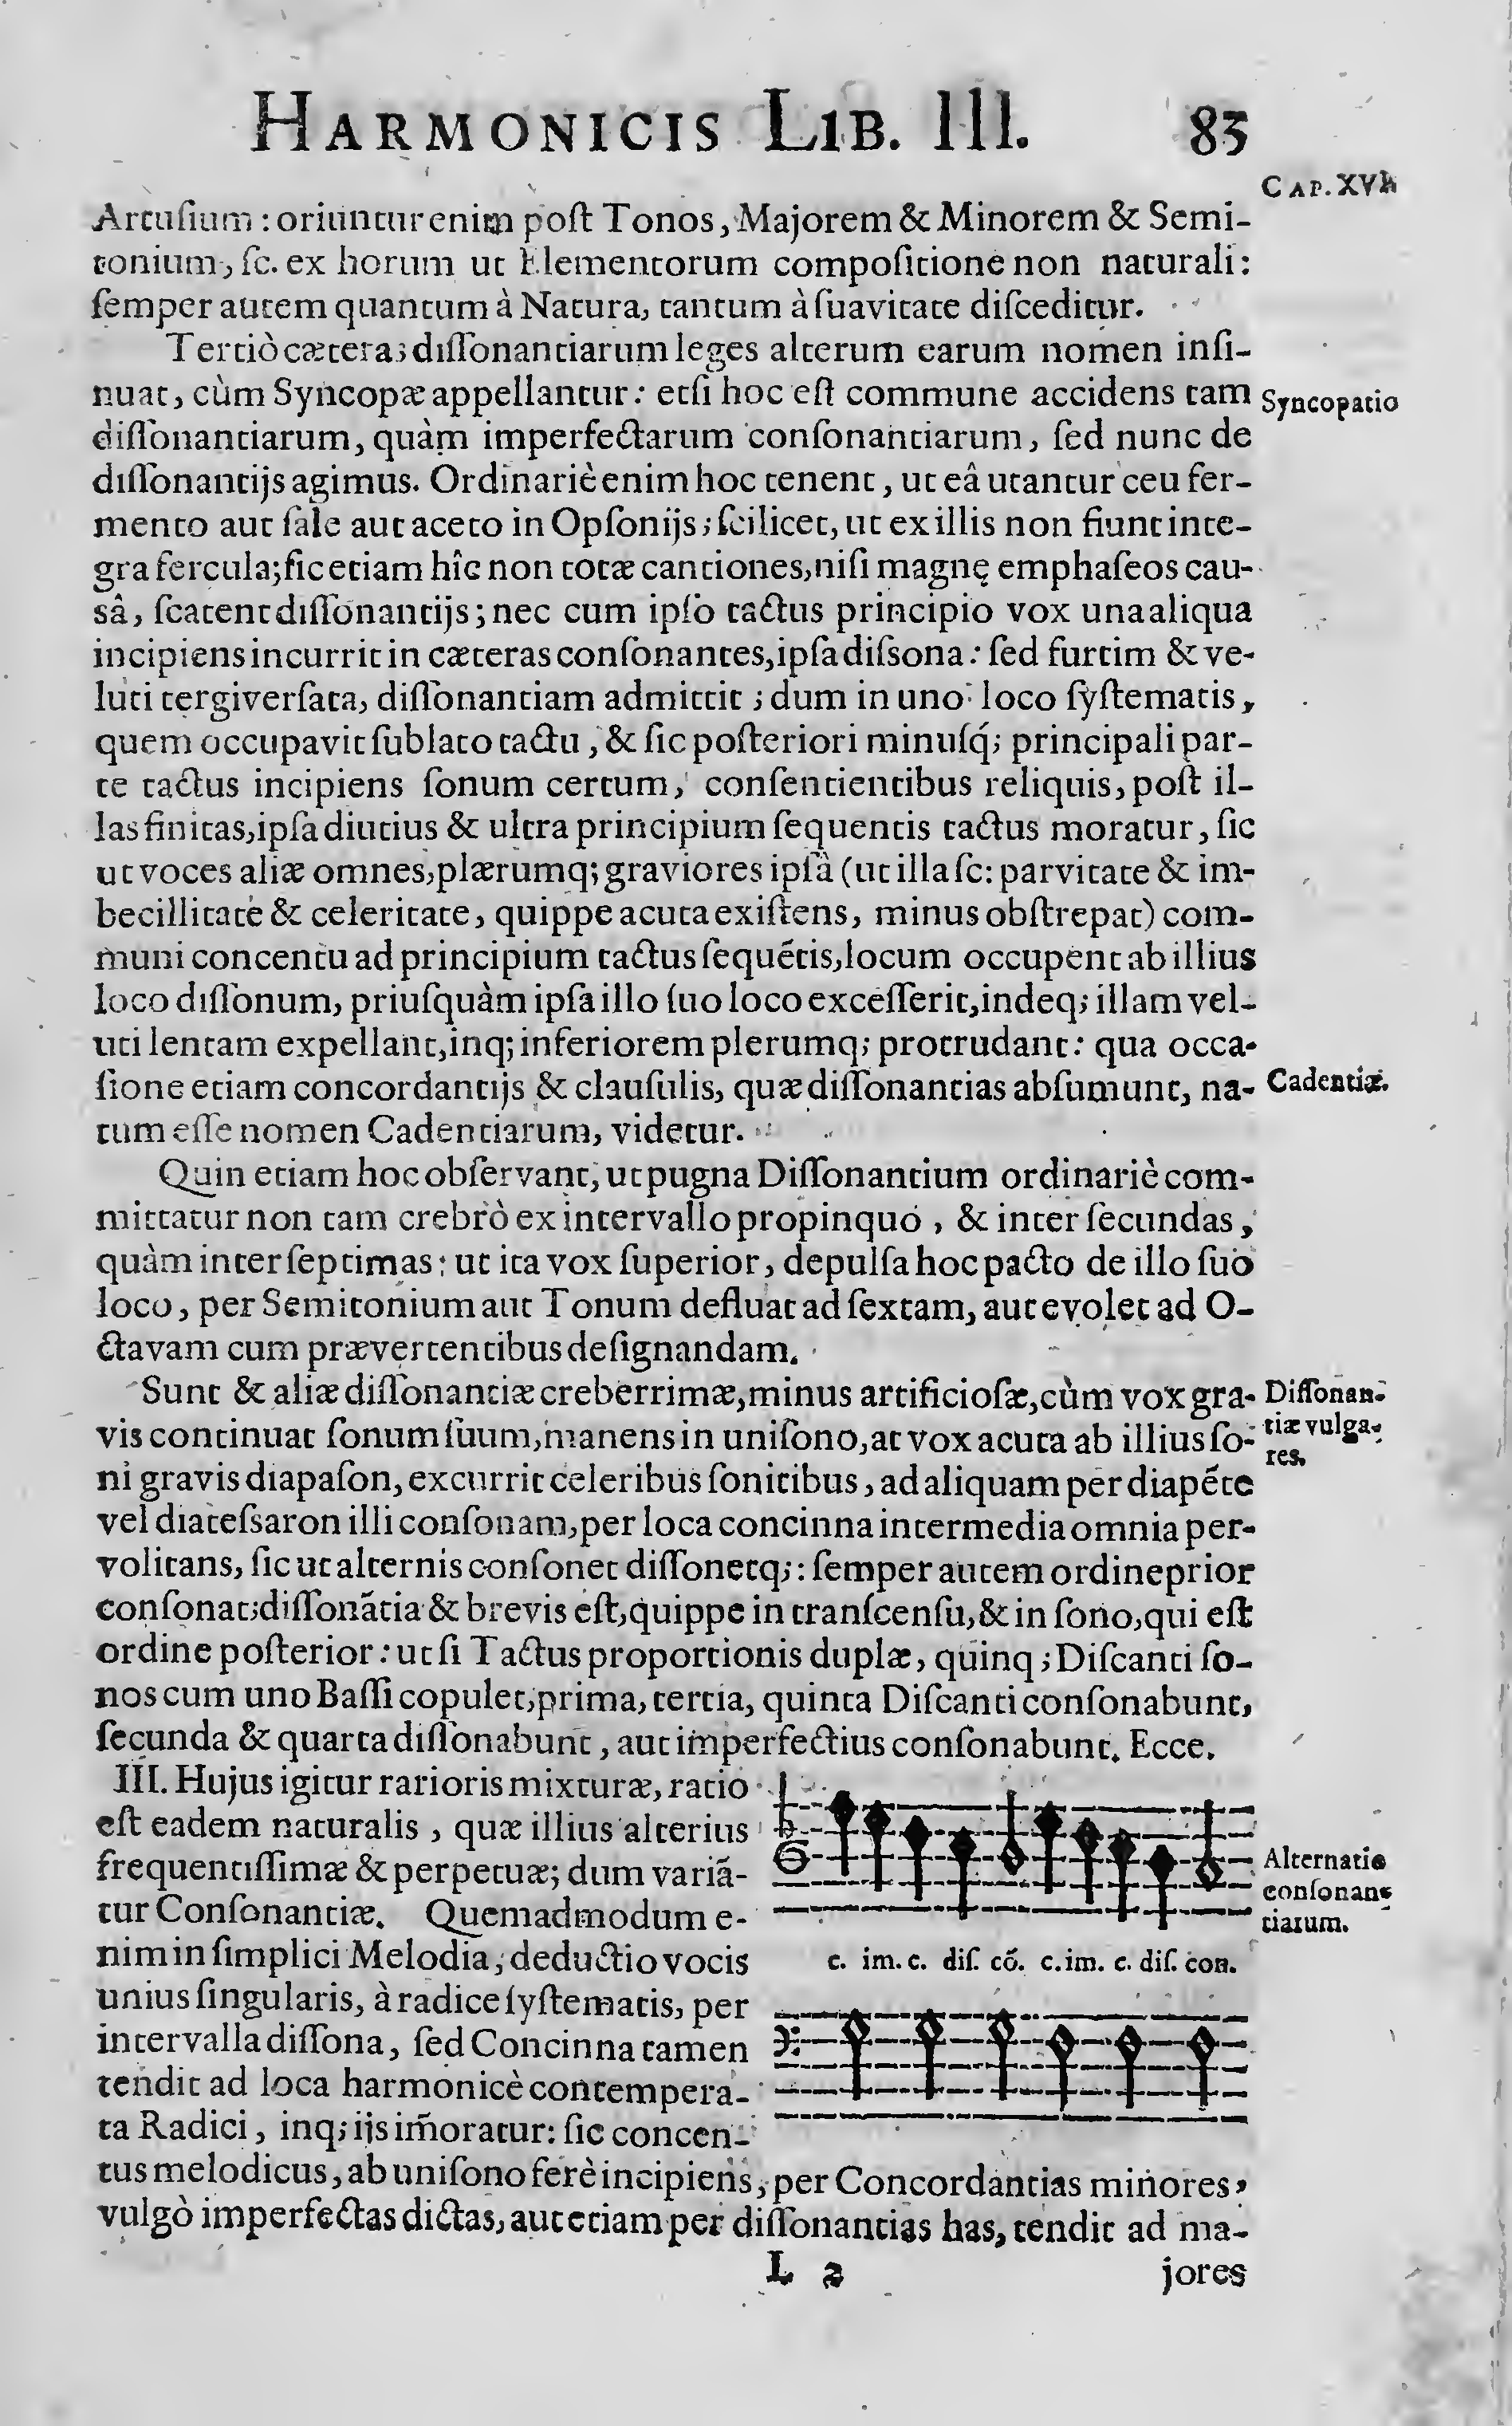 HARMONICIS LIB. III. 83
CAP. XVI.
Artuſium: oriuntur enim poſt Tonos, Majorem & Minorem & Semi-
tonium, ſc. ex horum ut Elementorum compoſitione non naturali:
ſemper autem quantum à Natura, tantum à ſuavitate diſceditur.
Tertiò cæteras diſſonantiarum leges alterum earum nomen inſi-
nuat, cùm Syncopæ appellantur: etſi hoc eſt commune accidens tam
Syncopatio
diſſonantiarum, quàm imperfectarum conſonantiarum, ſed nunc de
diſſonantijs agimus. Ordinariè enim hoc tenent, ut eâ utantur ceu fer-
mento aut ſale aut aceto in Opſonijs; ſcilicet, ut ex illis non fiunt inte-
gra fercula; ſic etiam hîc non totæ cantiones, niſi magnę emphaſeos cau-
sâ, ſcatent diſſonantijs; nec cum ipſo tactus principio vox una aliqua
incipiens incurrit in cæteras conſonantes, ipſa diſsona: ſed furtim & ve-
luti tergiverſata, diſſonantiam admittit; dum in uno loco ſyſtematis,
quem occupavit ſublato tactu, & ſic poſteriori minuſq́; principali par-
te tactus incipiens ſonum certum, conſentientibus reliquis, poſt il-
las finitas, ipſa diutius & ultra principium ſequentis tactus moratur, ſic
ut voces aliæ omnes, plærumq; graviores ipſâ (ut illa ſc: parvitate & im-
becillitate & celeritate, quippe acuta exiſtens, minus obſtrepat) com-
muni concentu ad principium tactus ſequẽtis, locum occupent ab illius
loco diſſonum, priuſquàm ipſa illo ſuo loco exceſſerit, indeq; illam vel-
uti lentam expellant, inq; inferiorem plerumq; protrudant: qua occa-
ſione etiam concordantijs & clauſulis, quæ diſſonantias abſumunt, na-
Cadentiæ.
tum eſſe nomen Cadentiarum, videtur.
Quin etiam hoc obſervant, ut pugna Diſſonantium ordinariè com-
mittatur non tam crebrò ex intervallo propinquo, & inter ſecundas,
quàm inter ſeptimas: ut ita vox ſuperior, depulſa hoc pacto de illo ſuo
loco, per Semitonium aut Tonum defluat ad ſextam, aut evolet ad O-
ctavam cum prævertentibus deſignandam.
Sunt & aliæ diſſonantiæ creberrimæ, minus artificioſæ, cùm vox gra-
Diſſonan-
tiæ vulga-
res.
vis continuat ſonum ſuum, manens in uniſono, at vox acuta ab illius ſo-
ni gravis diapaſon, excurrit celeribus ſonitibus, ad aliquam per diapẽte
vel diateſsaron illi conſonam, per loca concinna intermedia omnia per-
volitans, ſic ut alternis conſonet diſſonetq;: ſemper autem ordine prior
conſonat; diſſonãtia & brevis eſt, quippe in tranſcenſu, & in ſono, qui eſt
ordine poſterior: ut ſi Tactus proportionis duplæ, quinq; Diſcanti ſo-
nos cum uno Baſſi copulet, prima, tertia, quinta Diſcanti conſonabunt,
ſecunda & quarta diſſonabunt, aut imperfectius conſonabunt. Ecce.
III. Hujus igitur rarioris mixturæ, ratio
eſt eadem naturalis, quæ illius alterius
frequentiſſimæ & perpetuæ; dum variã-
tur Conſonantiæ. Quemadmodum e-
Alternatio
conſonan-
tiarum.
nim in ſimplici Melodia, deductio vocis
c. im. c. diſ. cõ. c. im. c. diſ. con.
unius ſingularis, à radice ſyſtematis, per
intervalla diſſona, ſed Concinna tamen
tendit ad loca harmonicè contempera-
ta Radici, inq; ijs im̃oratur: ſic concen-
tus melodicus, ab uniſono ferè incipiens, per Concordantias minores,
vulgò imperfectas dictas, aut etiam per diſſonantias has, tendit ad ma-
L 2 jores